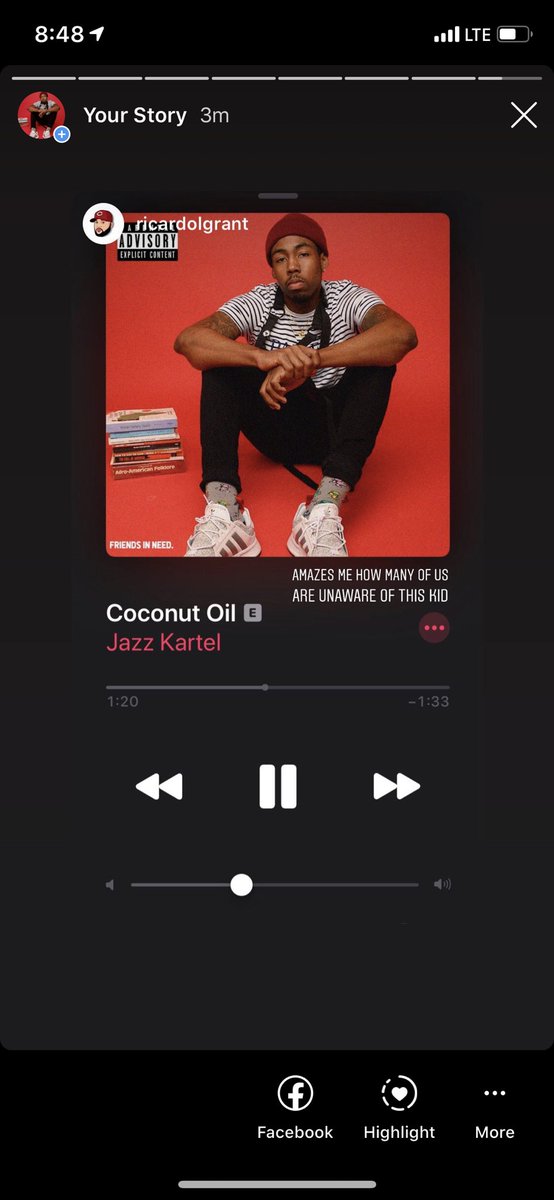 8:48
LTE
Your Story 3m
ricardolgrant
ADVISORY
EXPLICIT CONTENT
Afro-American Folklore
FRIENDS IN NEED.
AMAZES ME HOW MANY OF US
ARE UNAWARE OF THIS KID
Coconut Oil E
Jazz Kartel
1:20
-1:33
Facebook
Highlight
More